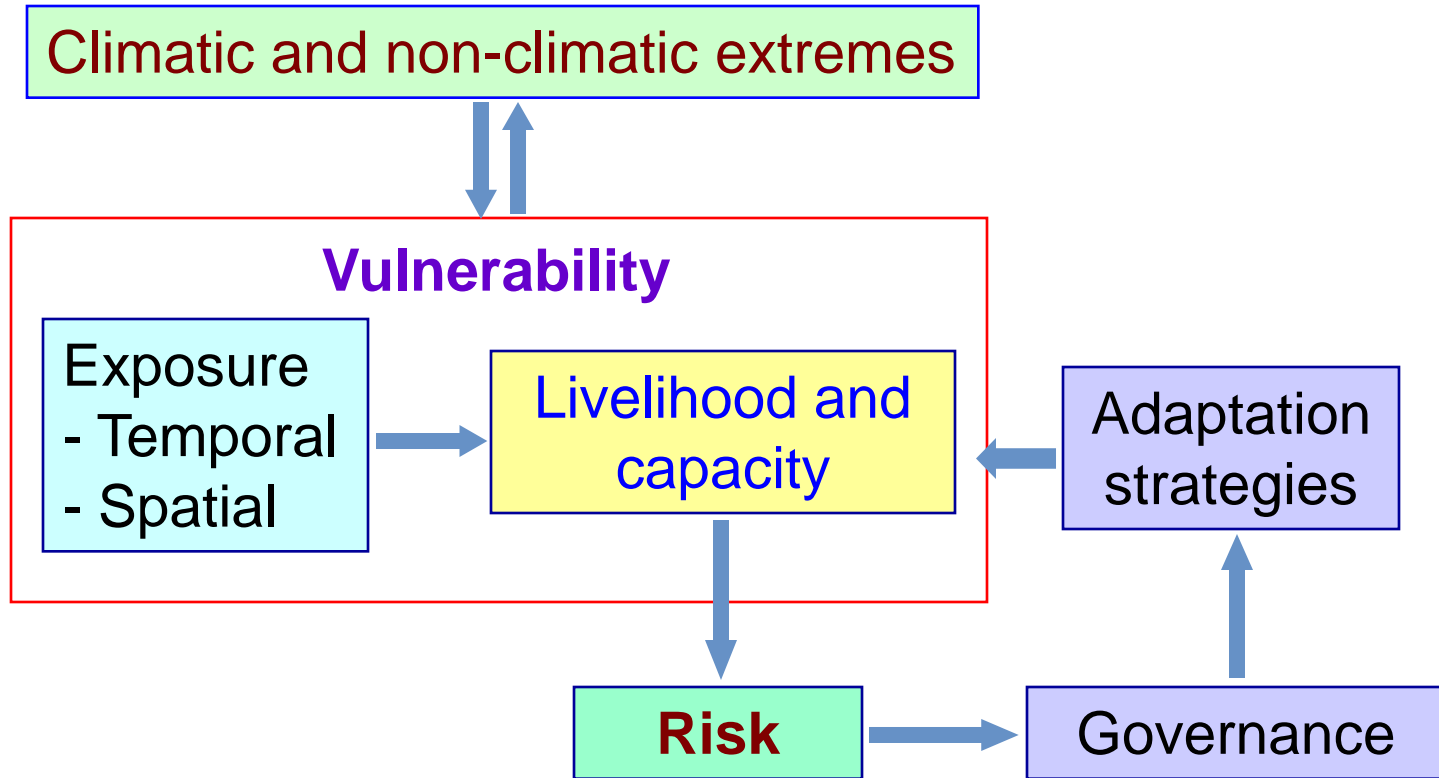 Climatic and non-climatic extremes
Vulnerability
Exposure
- Temporal
- Spatial
Livelihood and
capacity
Adaptation
strategies
Risk
Governance